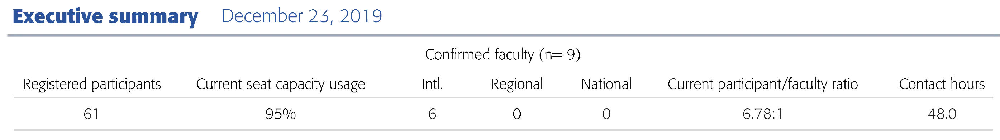 Executive summary December 23, 2019
Confirmed faculty (n= 9)
Registered participants Current seat capacity usage Intl. Regional National Current participant/faculty ratio Contact hours
61 95% 6 0 0 6.78:1 48.0